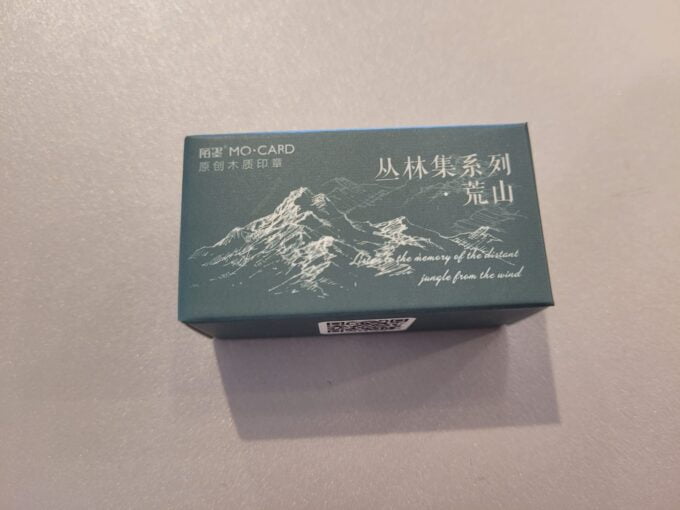 陌墨 MO·CARD
原创木质印章
丛林集系列
·荒山
Listen to the memory of the distant
jungle from the wind